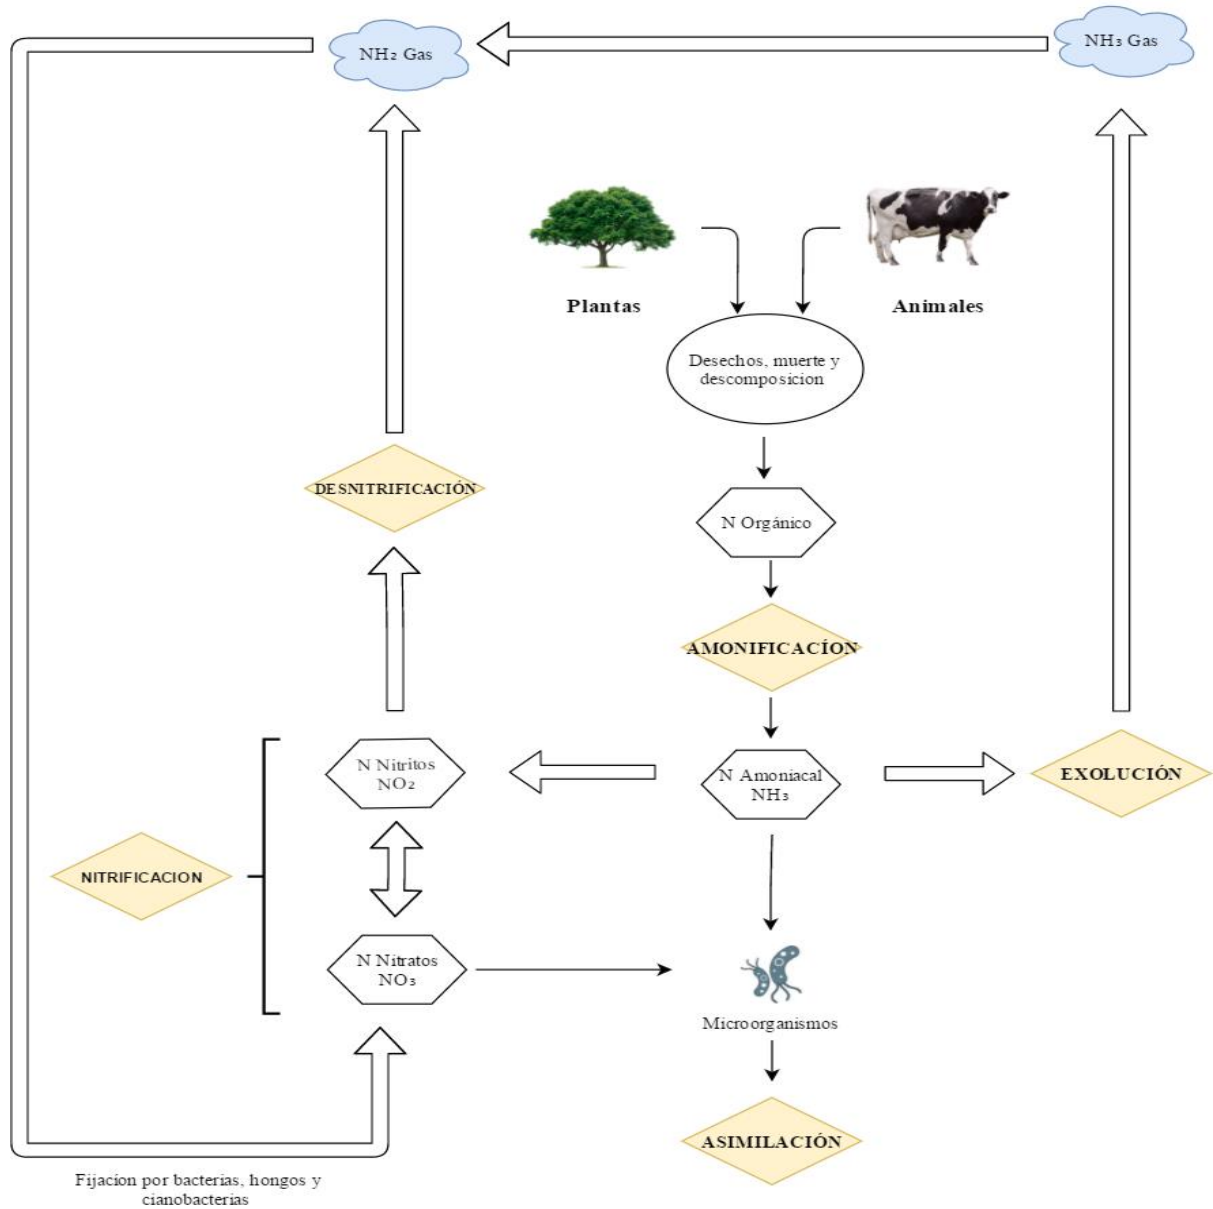 NH₂ Gas
NH₃ Gas
Plantas
Animales
Desechos, muerte y
descomposicion
DESNITRIFICACIÓN
N Orgánico
AMONIFICACÍON
N Nitritos
NO₂
N Amoniacal
NH₃
EXOLUCIÓN
NITRIFICACION
N Nitratos
NO₃
Microorganismos
ASIMILACIÓN
Fijacíon por bacterias, hongos y
cianobacterias